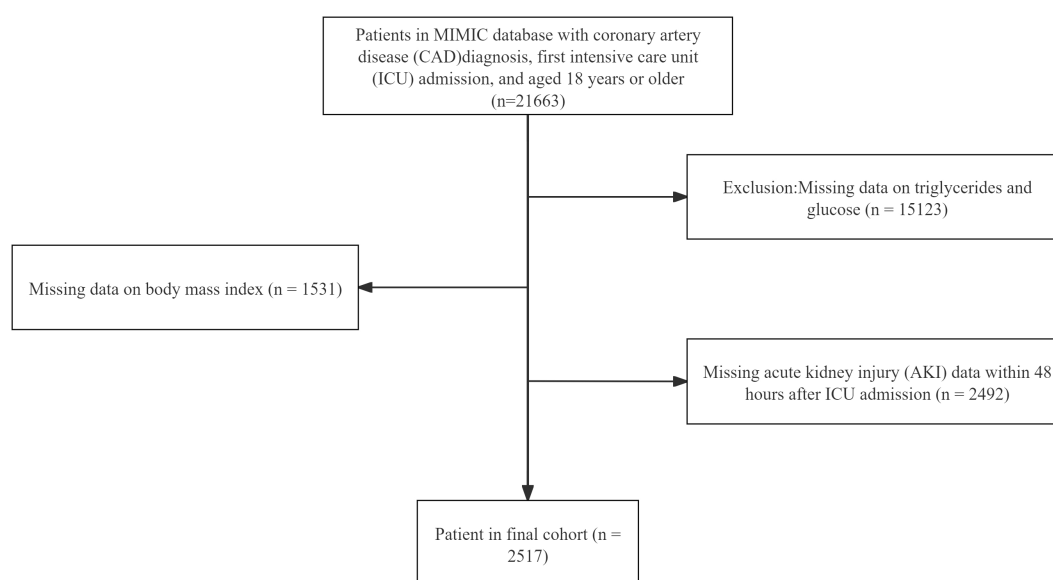 Patients in MIMIC database with coronary artery
disease (CAD)diagnosis, first intensive care unit
(ICU) admission, and aged 18 years or older
(n=21663)
Exclusion:Missing data on triglycerides and
glucose (n = 15123)
Missing data on body mass index (n = 1531)
Missing acute kidney injury (AKI) data within 48
hours after ICU admission (n = 2492)
Patient in final cohort (n =
2517)